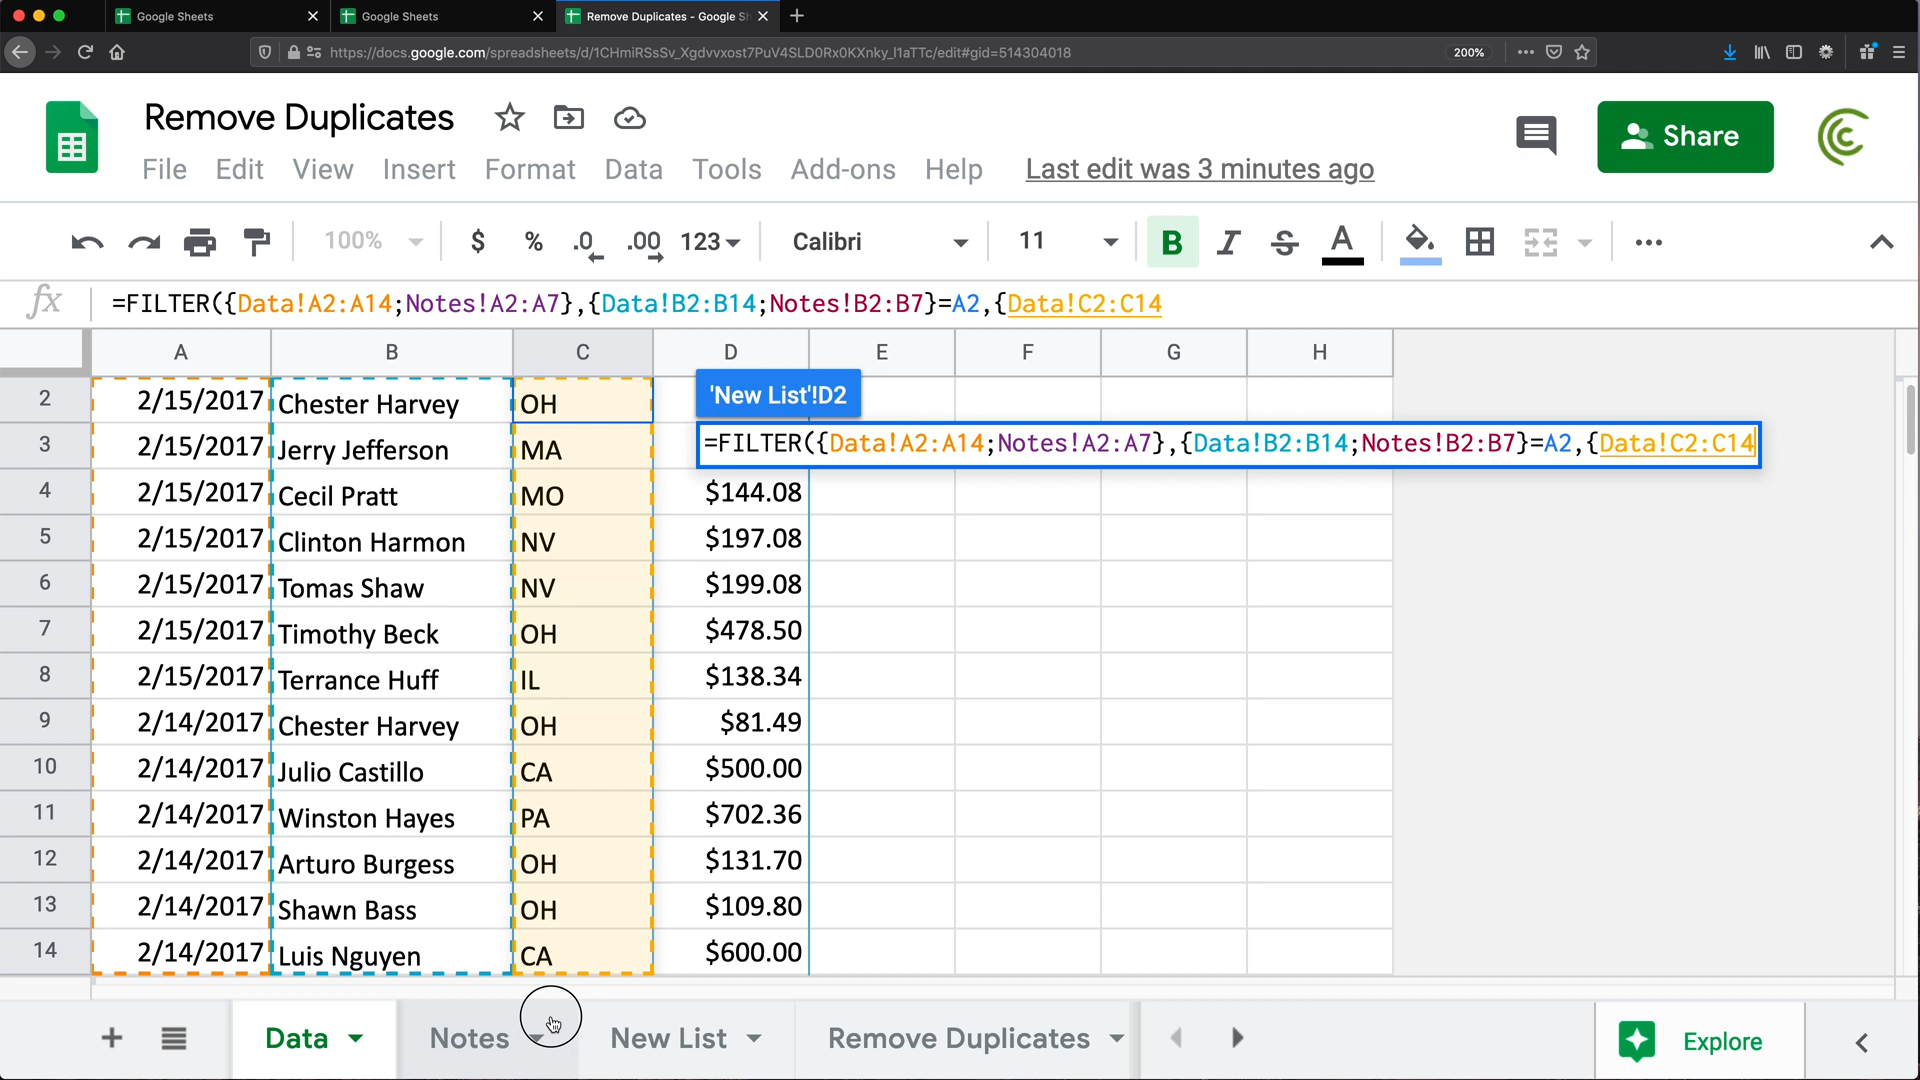 Google Sheets
Google Sheets
Remove Duplicates - Google Sh
https://docs.google.com/spreadsheets/d/1CHmiRSsSv_Xgdvvxost7PuV4SLD0Rx0KXnky_l1aTTc/edit#gid=514304018
200%
Remove Duplicates
Share
File Edit View Insert Format Data Tools Add-ons Help Last edit was 3 minutes ago
100% $ % .0 .00 123 Calibri 11 B I S A
fx =FILTER({Data!A2:A14;Notes!A2:A7},{Data!B2:B14;Notes!B2:B7}=A2,{Data!C2:C14
A B C D E F G H
'New List'!D2
2 2/15/2017 Chester Harvey OH
=FILTER({Data!A2:A14;Notes!A2:A7},{Data!B2:B14;Notes!B2:B7}=A2,{Data!C2:C14
3 2/15/2017 Jerry Jefferson MA
4 2/15/2017 Cecil Pratt MO $144.08
5 2/15/2017 Clinton Harmon NV $197.08
6 2/15/2017 Tomas Shaw NV $199.08
7 2/15/2017 Timothy Beck OH $478.50
8 2/15/2017 Terrance Huff IL $138.34
9 2/14/2017 Chester Harvey OH $81.49
10 2/14/2017 Julio Castillo CA $500.00
11 2/14/2017 Winston Hayes PA $702.36
12 2/14/2017 Arturo Burgess OH $131.70
13 2/14/2017 Shawn Bass OH $109.80
14 2/14/2017 Luis Nguyen CA $600.00
Data Notes New List Remove Duplicates Explore